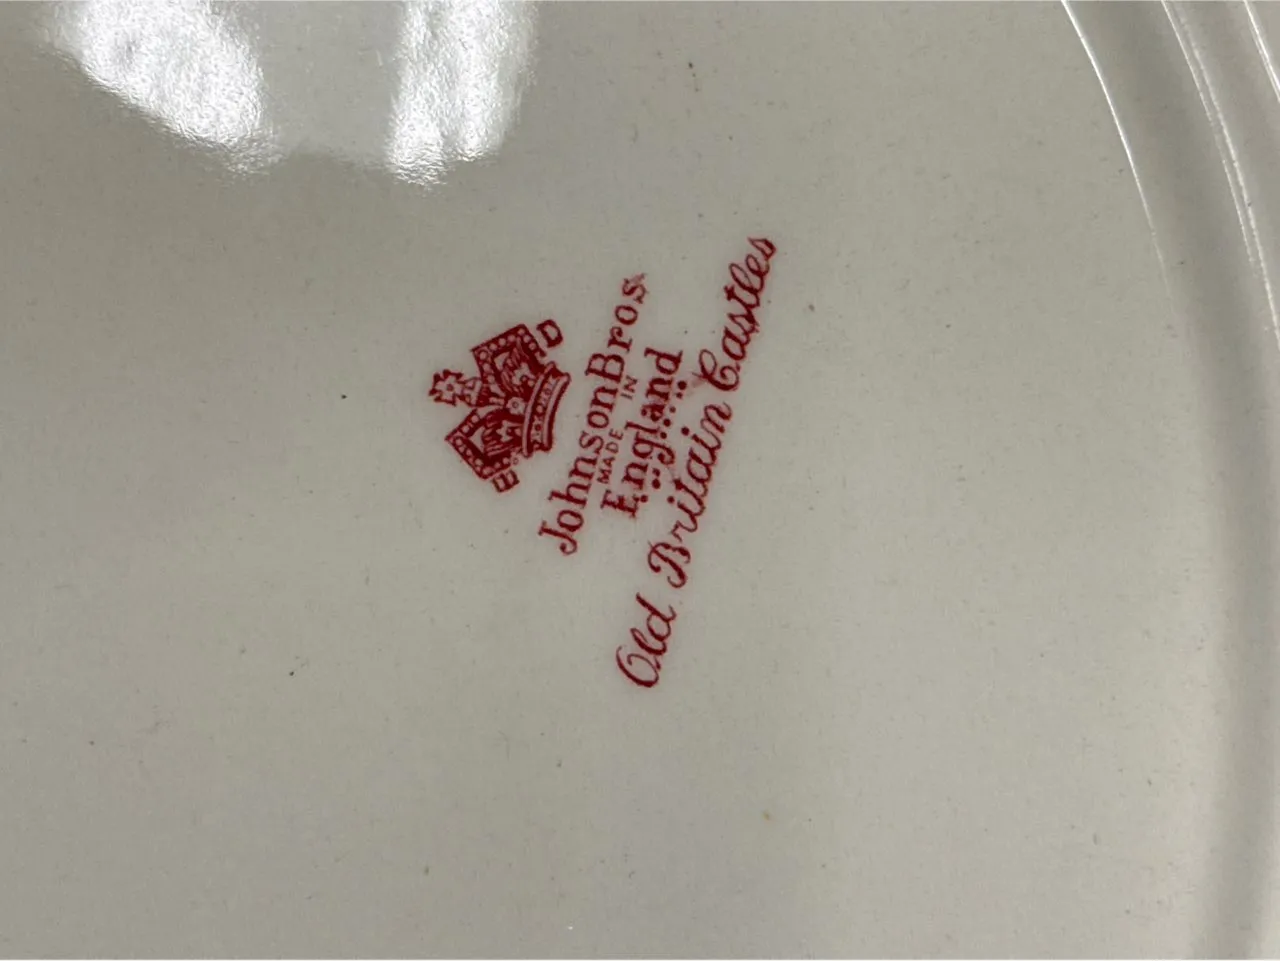 Johnson Bros.
MADE IN
England
Old Britain Castles